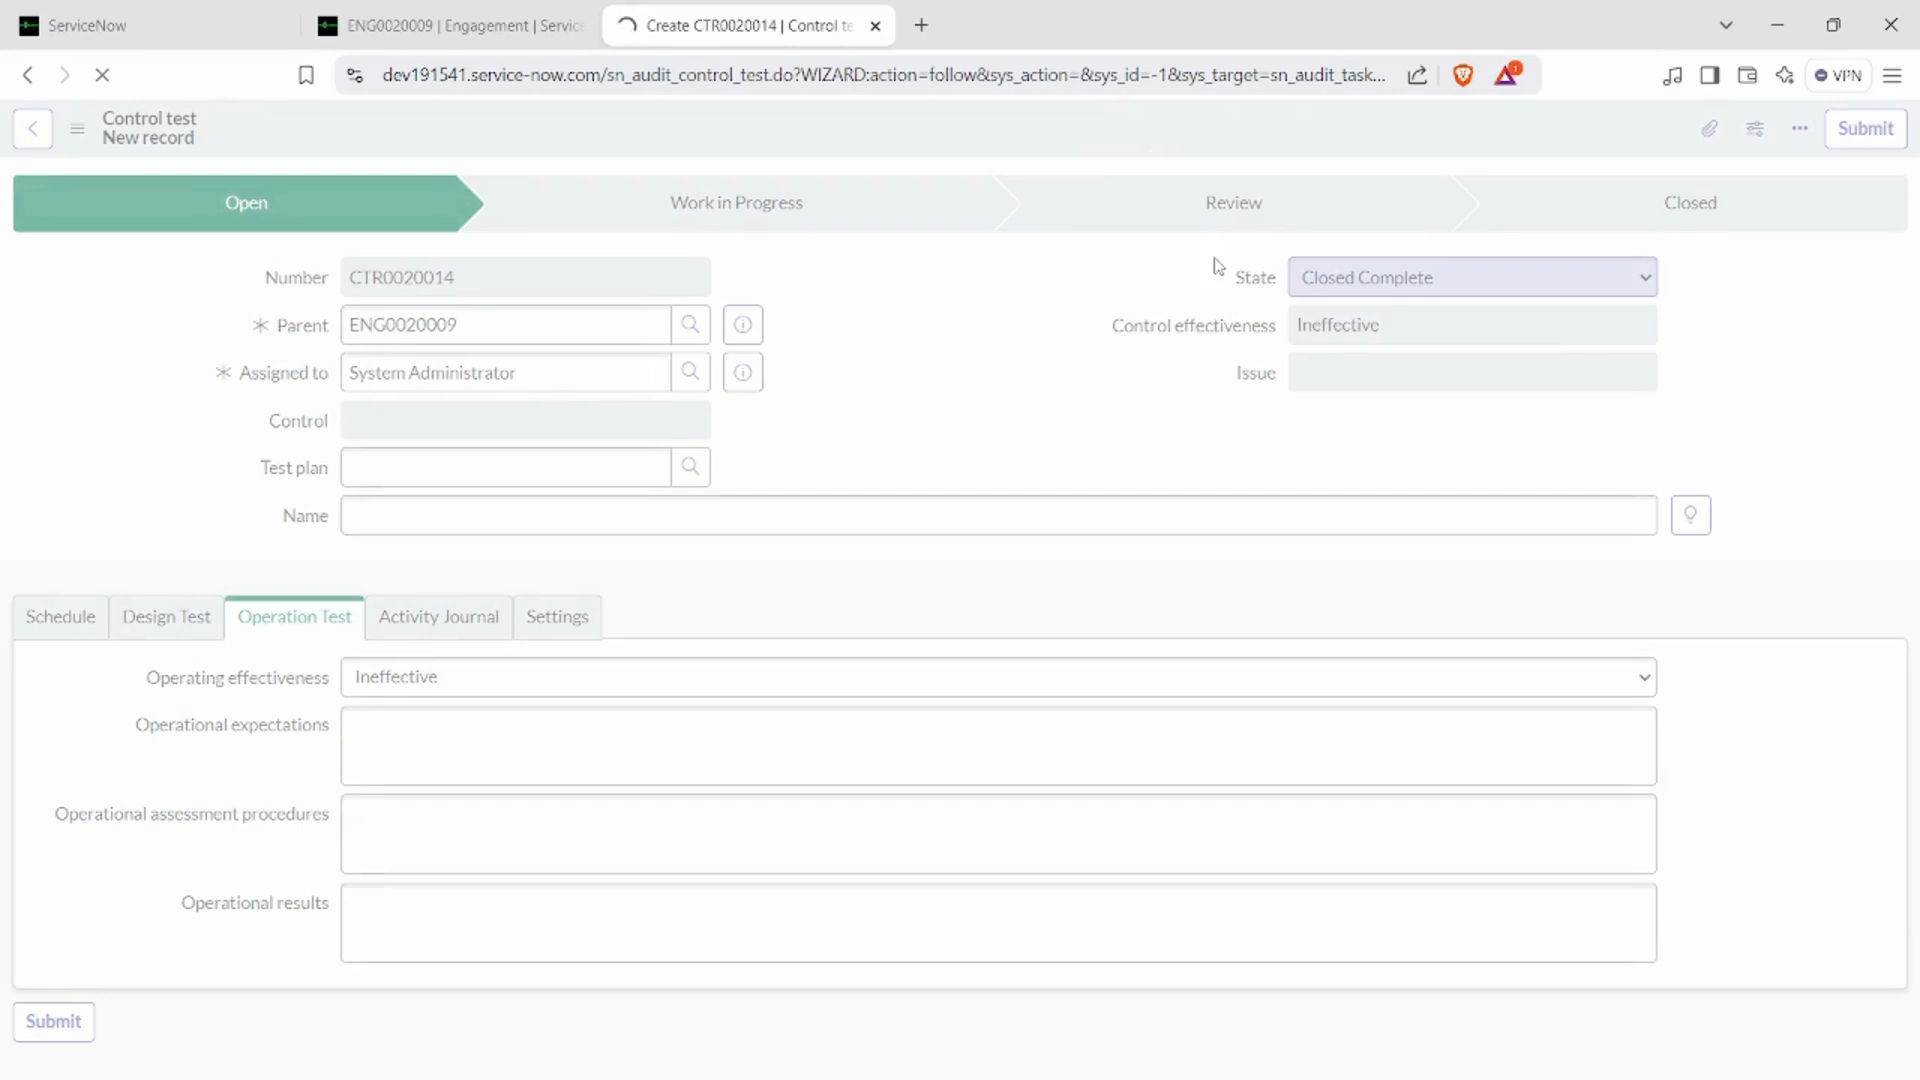 ServiceNow
ENG0020009 | Engagement | Service
Create CTR0020014 | Control te
dev191541.service-now.com/sn_audit_control_test.do?WIZARD:action=follow&sys_action=&sys_id=-1&sys_target=sn_audit_task...
1
VPN
Control test
New record
Submit
Open
Work in Progress
Review
Closed
Number
CTR0020014
State
Closed Complete
Parent
ENG0020009
Control effectiveness
Ineffective
Assigned to
System Administrator
Issue
Control
Test plan
Name
Schedule
Design Test
Operation Test
Activity Journal
Settings
Operating effectiveness
Ineffective
Operational expectations
Operational assessment procedures
Operational results
Submit